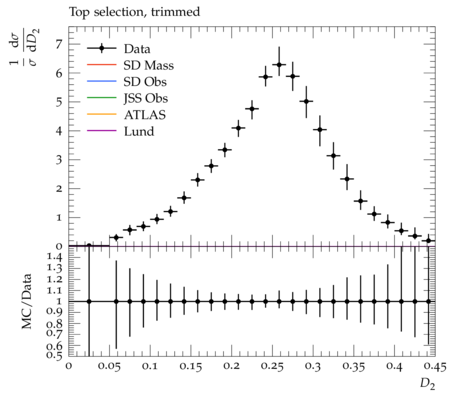 Top selection, trimmed
1/σ dσ/dD₂
7
6
5
4
3
2
1
0
Data
SD Mass
SD Obs
JSS Obs
ATLAS
Lund
MC/Data
1.4
1.3
1.2
1.1
1
0.9
0.8
0.7
0.6
0.5
0 0.05 0.1 0.15 0.2 0.25 0.3 0.35 0.4 0.45
D₂